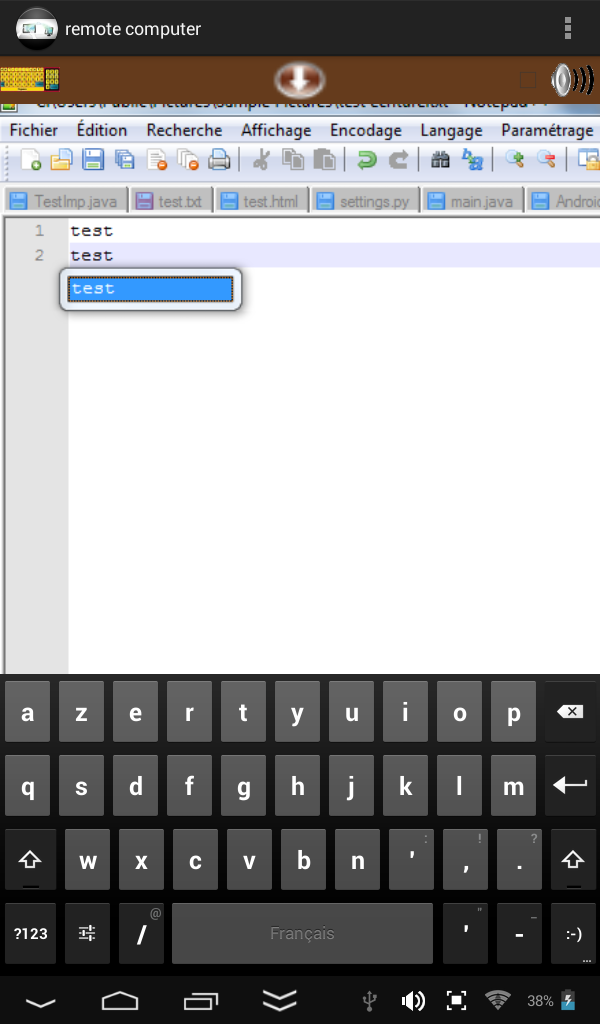 remote computer
Fichier Édition Recherche Affichage Encodage Langage Paramétrage
TestImp.java test.txt test.html settings.py main.java
1 test
2 test
test
a z e r t y u i o p
q s d f g h j k l m
w x c v b n ' : , ! . ?
?123 @ / Français ' " - _ :-) ...
38%